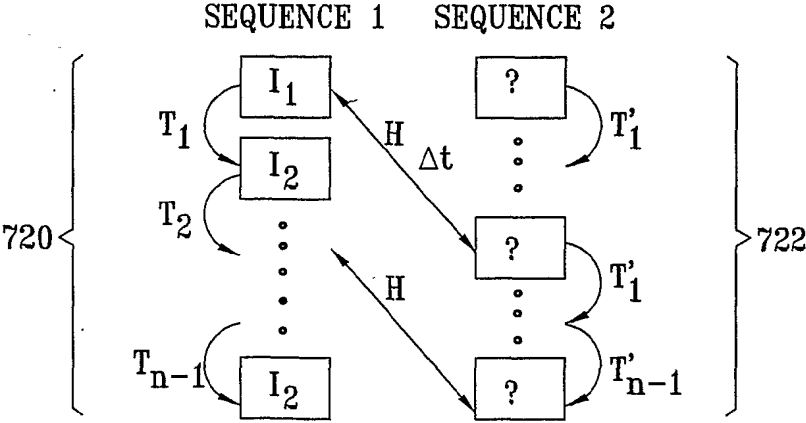 SEQUENCE 1 SEQUENCE 2
I₁ ?
T₁ H T'₁
Δt
I₂
T₂
720 ? 722
H T'₁
Tₙ₋₁ T'ₙ₋₁
I₂ ?